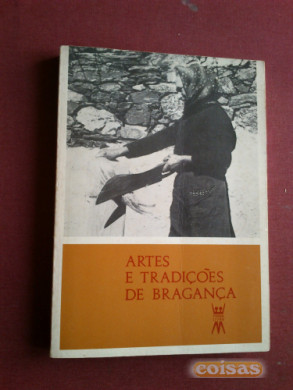 ARTES
E TRADIÇÕES
DE BRAGANÇA
coisas